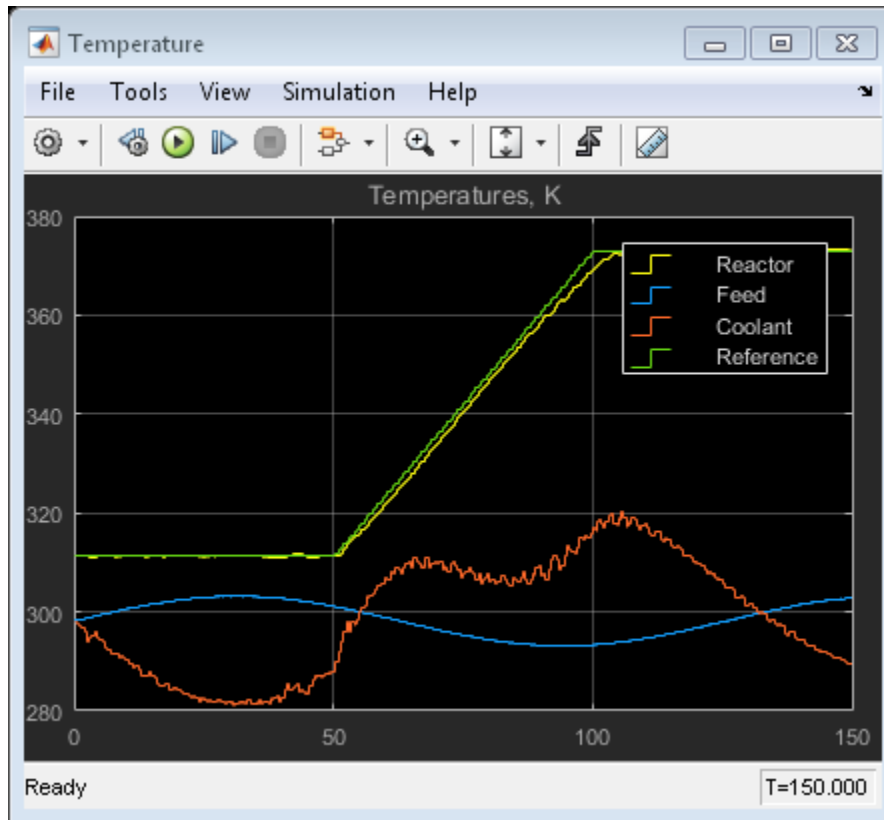 Temperature
File Tools View Simulation Help
Temperatures, K
380
360
340
320
300
280
0 50 100 150
Reactor
Feed
Coolant
Reference
Ready T=150.000